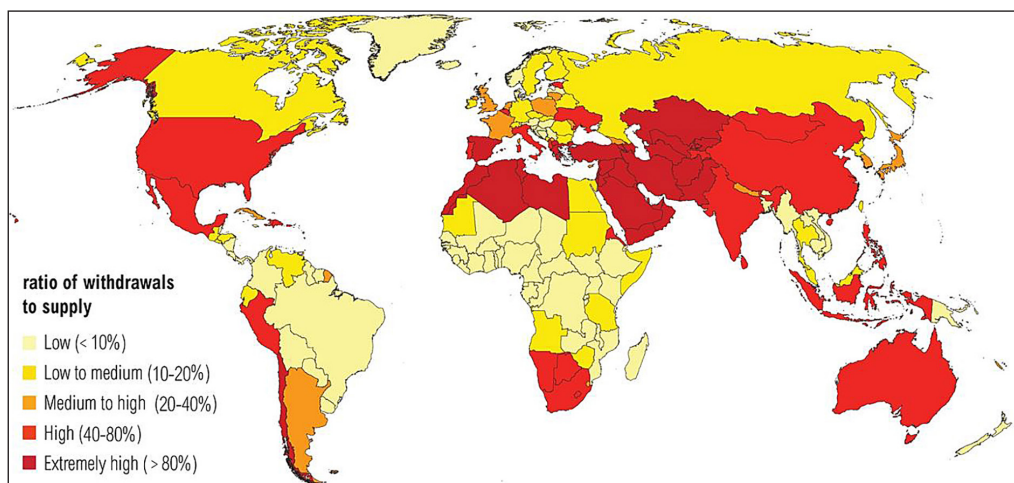 ratio of withdrawals
to supply
Low (< 10%)
Low to medium (10-20%)
Medium to high (20-40%)
High (40-80%)
Extremely high (> 80%)